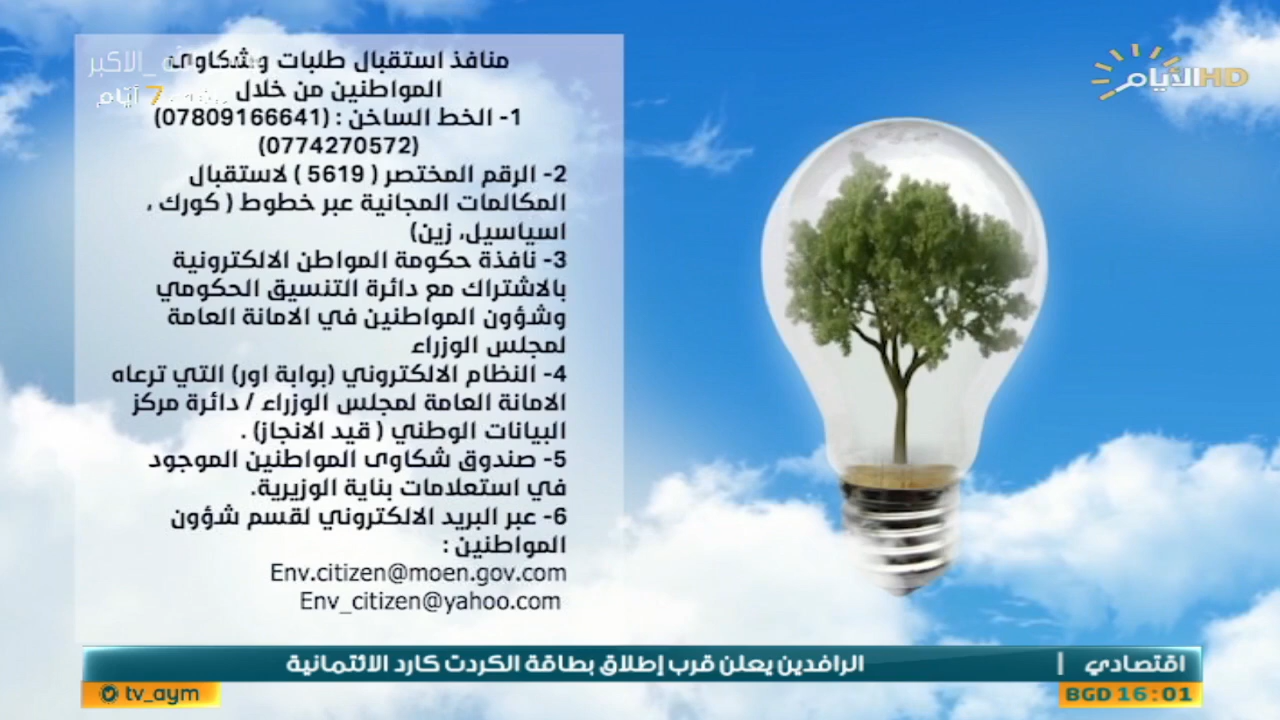 منافذ استقبال طلبات وشكاوى
المواطنين من خلال
1- الخط الساخن : (07809166641)
(0774270572)
2- الرقم المختصر ( 5619 ) لاستقبال
المكالمات المجانية عبر خطوط ( كورك ،
اسياسيل، زين)
3- نافذة حكومة المواطن الالكترونية
بالاشتراك مع دائرة التنسيق الحكومي
وشؤون المواطنين في الامانة العامة
لمجلس الوزراء
4- النظام الالكتروني (بوابة اور) التي ترعاه
الامانة العامة لمجلس الوزراء / دائرة مركز
البيانات الوطني ( قيد الانجاز) .
5- صندوق شكاوى المواطنين الموجود
في استعلامات بناية الوزيرية.
6- عبر البريد الالكتروني لقسم شؤون
المواطنين :
Env.citizen@moen.gov.com
Env_citizen@yahoo.com
الأيام HD
_الاكبر
7 أيام
اقتصادي | الرافدين يعلن قرب إطلاق بطاقة الكردت كارد الائتمانية
tv_aym
BGD 16:01